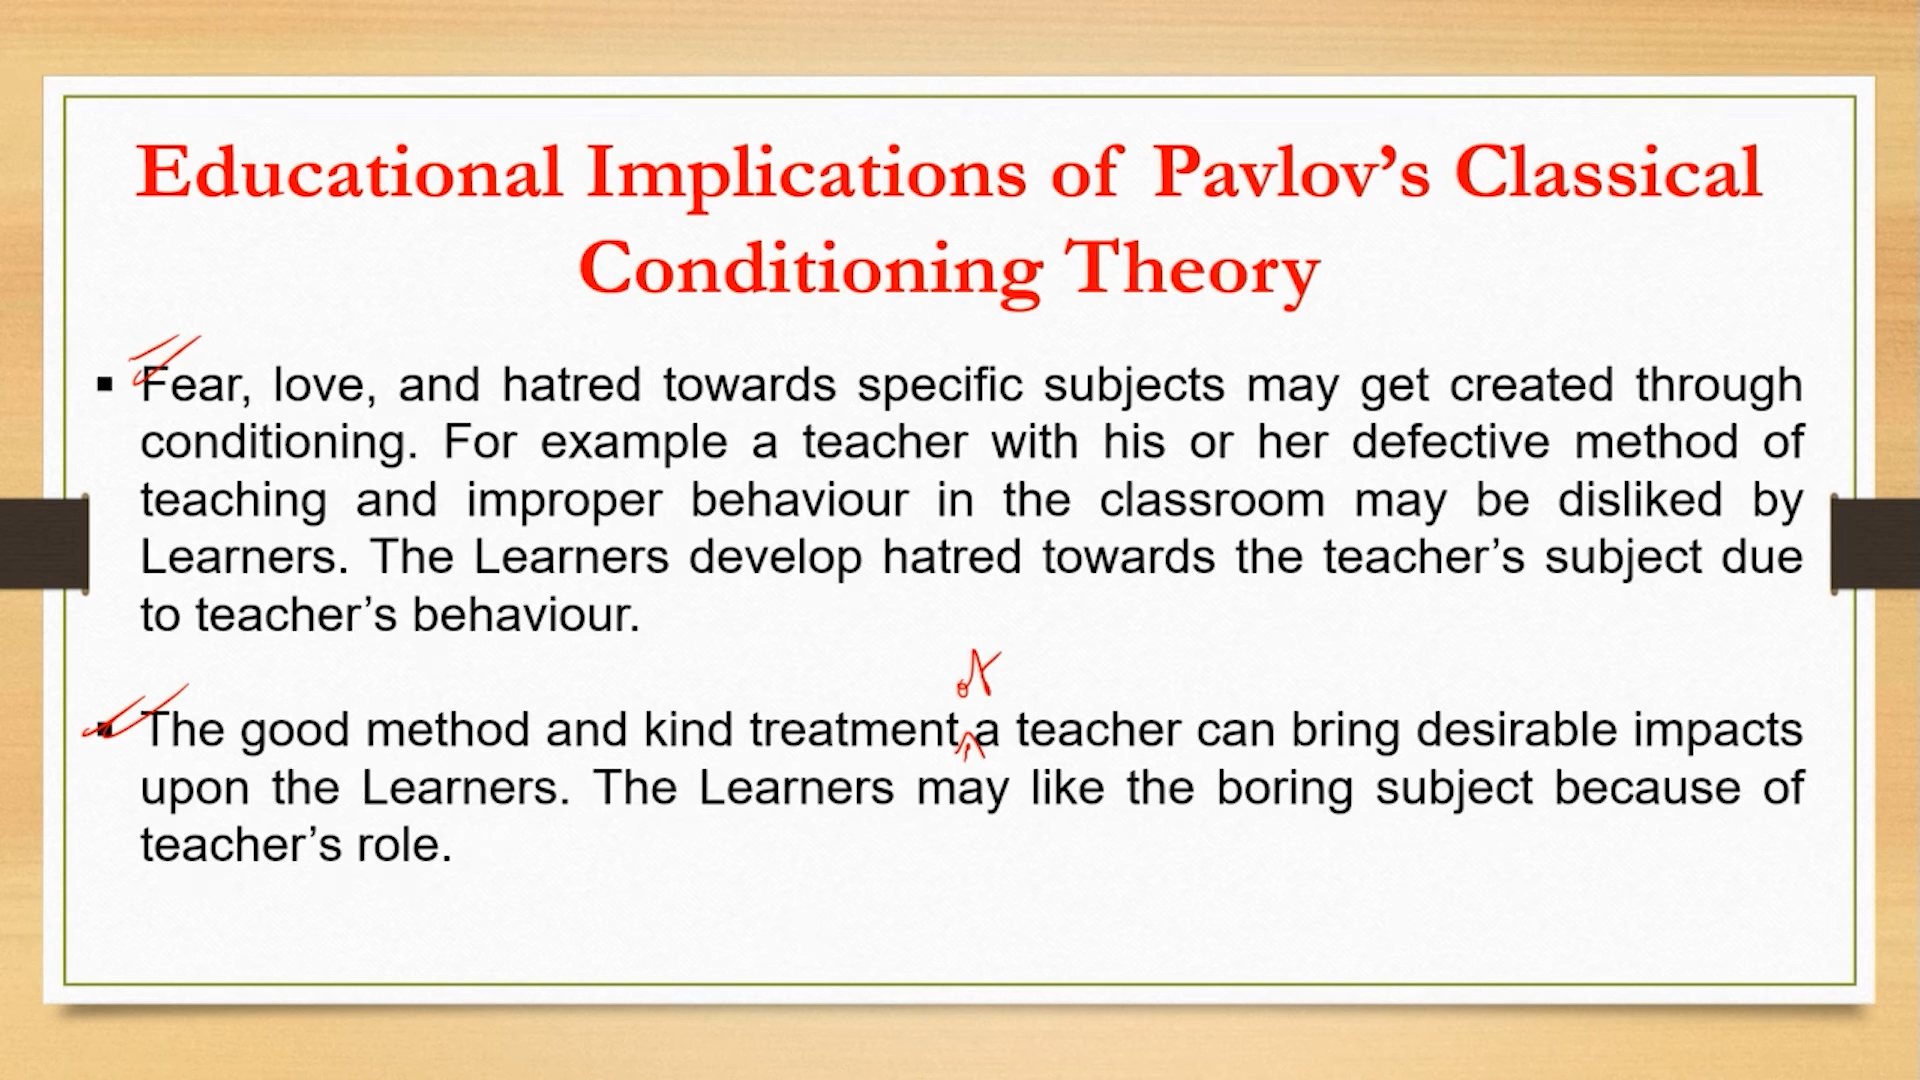 Educational Implications of Pavlov’s Classical
Conditioning Theory
▪ Fear, love, and hatred towards specific subjects may get created through
conditioning. For example a teacher with his or her defective method of
teaching and improper behaviour in the classroom may be disliked by
Learners. The Learners develop hatred towards the teacher’s subject due
to teacher’s behaviour.
▪ The good method and kind treatment a teacher can bring desirable impacts
upon the Learners. The Learners may like the boring subject because of
teacher’s role.